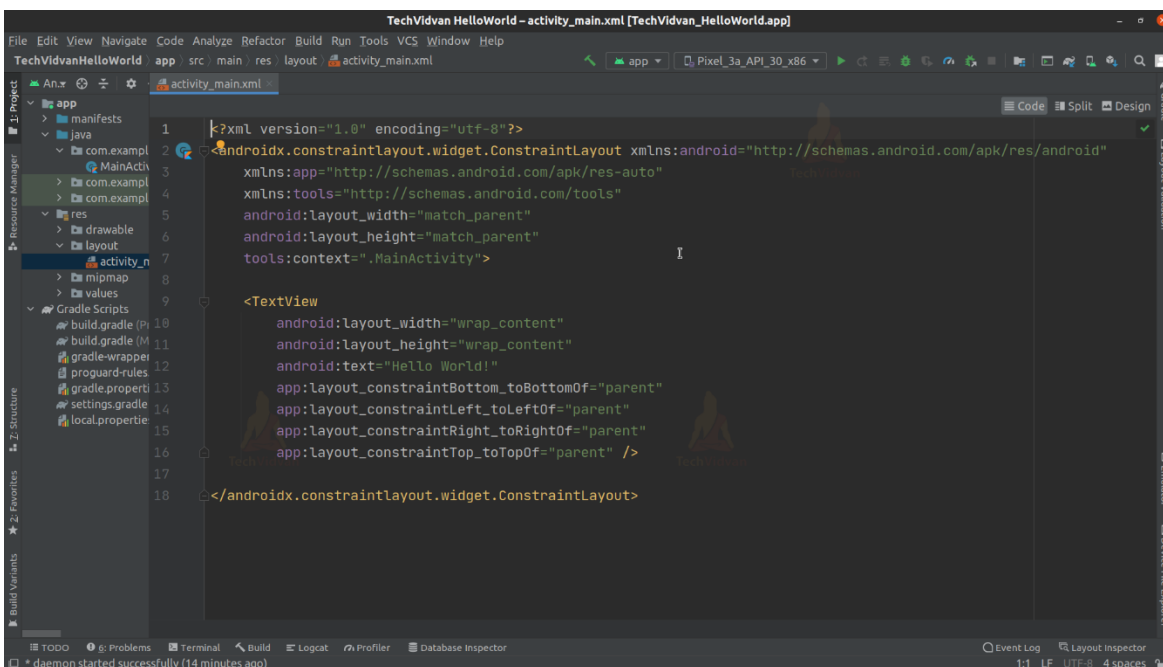 TechVidvan HelloWorld – activity_main.xml [TechVidvan_HelloWorld.app]
File Edit View Navigate Code Analyze Refactor Build Run Tools VCS Window Help
TechVidvanHelloWorld app src main res layout activity_main.xml app Pixel_3a_API_30_x86
1: Project
Resource Manager
Z: Structure
2: Favorites
Build Variants
An.
app
manifests
java
com.exampl
MainActiv
com.exampl
com.exampl
res
drawable
layout
activity_n
mipmap
values
Gradle Scripts
build.gradle (P
build.gradle (M
gradle-wrapper
proguard-rules.
gradle.properti
settings.gradle
local.propertie
activity_main.xml
Code Split Design
1 <?xml version="1.0" encoding="utf-8"?>
2 <androidx.constraintlayout.widget.ConstraintLayout xmlns:android="http://schemas.android.com/apk/res/android"
3 xmlns:app="http://schemas.android.com/apk/res-auto"
4 xmlns:tools="http://schemas.android.com/tools"
5 android:layout_width="match_parent"
6 android:layout_height="match_parent"
7 tools:context=".MainActivity">
8
9 <TextView
10 android:layout_width="wrap_content"
11 android:layout_height="wrap_content"
12 android:text="Hello World!"
13 app:layout_constraintBottom_toBottomOf="parent"
14 app:layout_constraintLeft_toLeftOf="parent"
15 app:layout_constraintRight_toRightOf="parent"
16 app:layout_constraintTop_toTopOf="parent" />
17
18 </androidx.constraintlayout.widget.ConstraintLayout>
TODO 6: Problems Terminal Build Logcat Profiler Database Inspector Event Log Layout Inspector
* daemon started successfully (14 minutes ago) 1:1 LF UTF-8 4 spaces